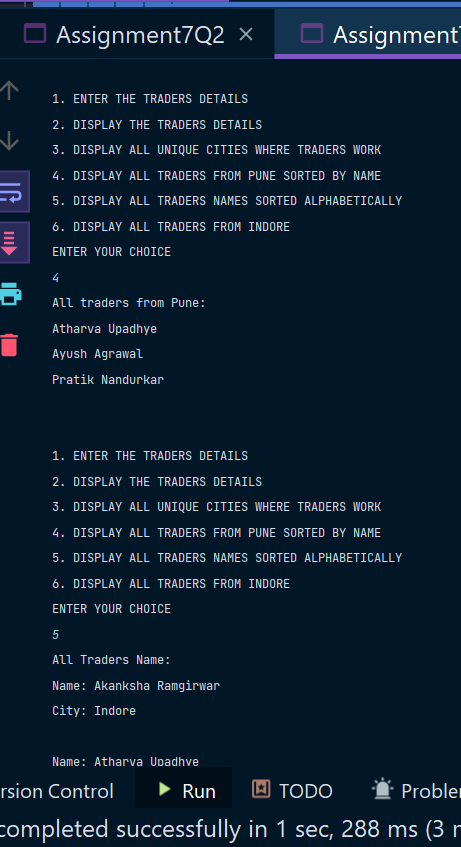 Assignment7Q2
Assignment7
1. ENTER THE TRADERS DETAILS
2. DISPLAY THE TRADERS DETAILS
3. DISPLAY ALL UNIQUE CITIES WHERE TRADERS WORK
4. DISPLAY ALL TRADERS FROM PUNE SORTED BY NAME
5. DISPLAY ALL TRADERS NAMES SORTED ALPHABETICALLY
6. DISPLAY ALL TRADERS FROM INDORE
ENTER YOUR CHOICE
4
All traders from Pune:
Atharva Upadhye
Ayush Agrawal
Pratik Nandurkar
1. ENTER THE TRADERS DETAILS
2. DISPLAY THE TRADERS DETAILS
3. DISPLAY ALL UNIQUE CITIES WHERE TRADERS WORK
4. DISPLAY ALL TRADERS FROM PUNE SORTED BY NAME
5. DISPLAY ALL TRADERS NAMES SORTED ALPHABETICALLY
6. DISPLAY ALL TRADERS FROM INDORE
ENTER YOUR CHOICE
5
All Traders Name:
Name: Akanksha Ramgirwar
City: Indore
Name: Atharva Upadhye
rsion Control Run TODO Probler
completed successfully in 1 sec, 288 ms (3 m